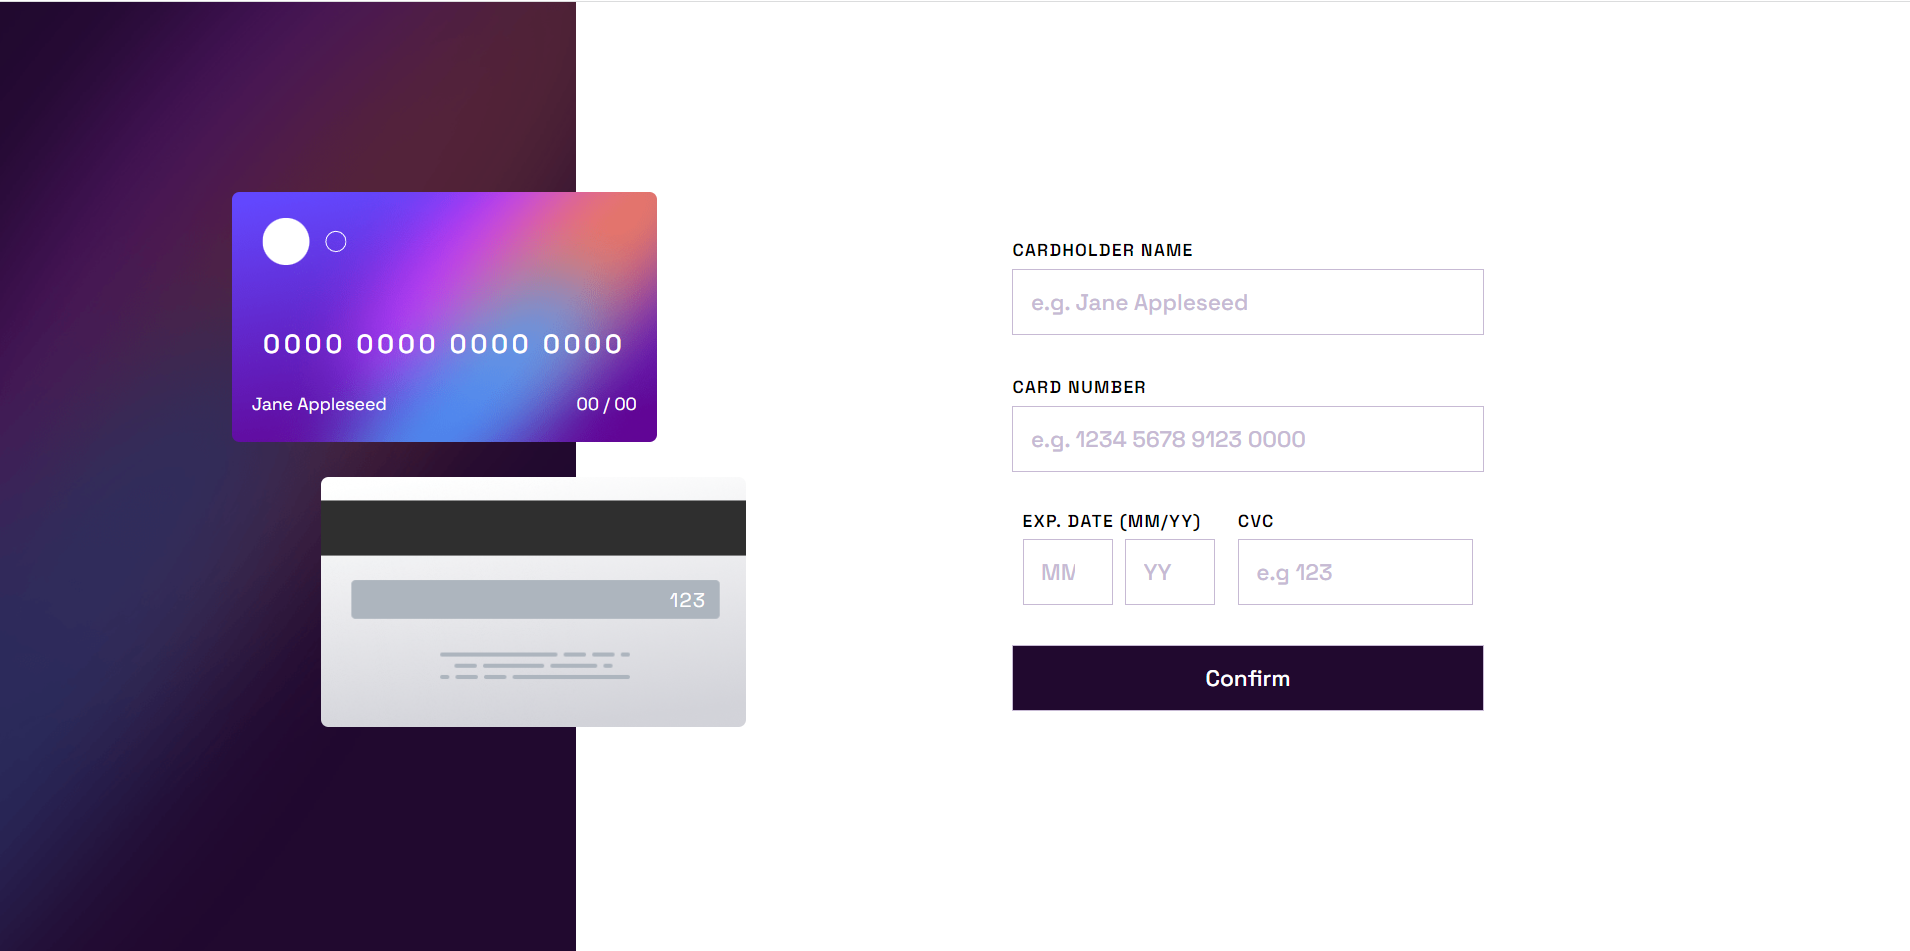 0000 0000 0000 0000
Jane Appleseed 00 / 00
123
CARDHOLDER NAME
e.g. Jane Appleseed
CARD NUMBER
e.g. 1234 5678 9123 0000
EXP. DATE (MM/YY) CVC
MM YY e.g 123
Confirm